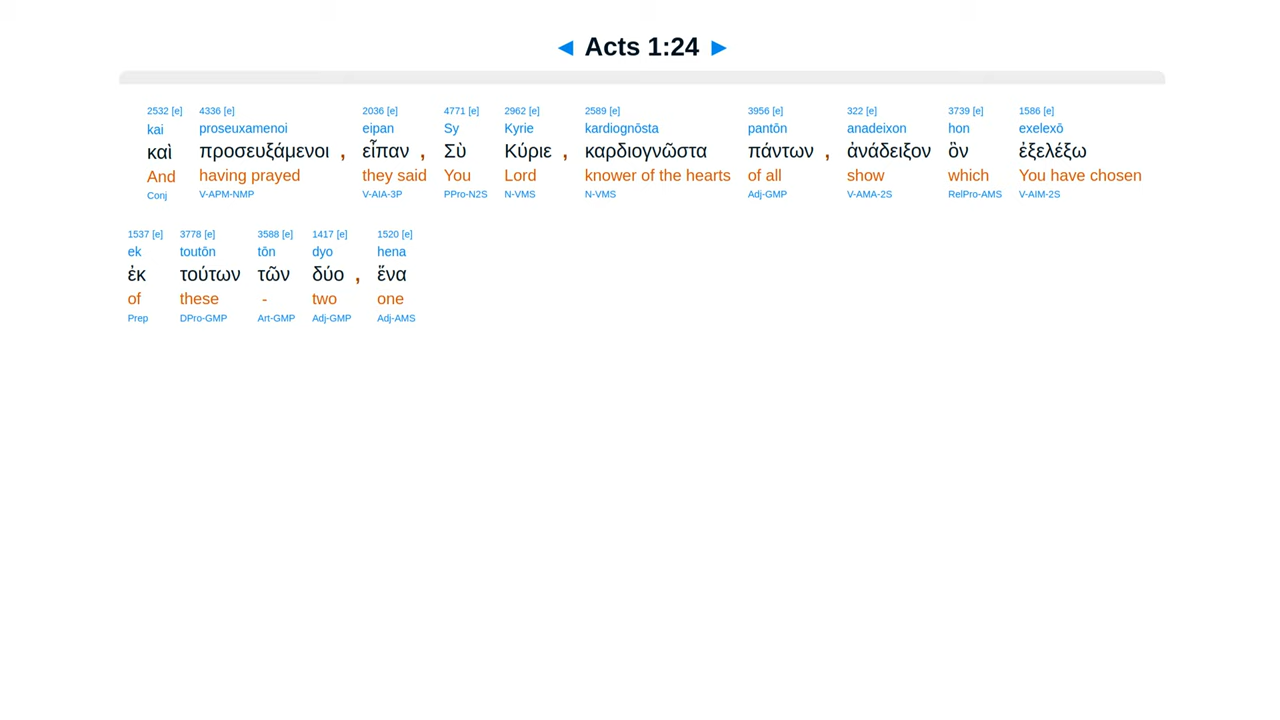 ◄ Acts 1:24 ►
2532 [e] 4336 [e] 2036 [e] 4771 [e] 2962 [e] 2589 [e] 3956 [e] 322 [e] 3739 [e] 1586 [e]
kai proseuxamenoi eipan Sy Kyrie kardiognōsta pantōn anadeixon hon exelexō
καὶ προσευξάμενοι , εἶπαν , Σὺ Κύριε , καρδιογνῶστα πάντων , ἀνάδειξον ὃν ἐξελέξω
And having prayed they said You Lord knower of the hearts of all show which You have chosen
Conj V-APM-NMP V-AIA-3P PPro-N2S N-VMS N-VMS Adj-GMP V-AMA-2S RelPro-AMS V-AIM-2S
1537 [e] 3778 [e] 3588 [e] 1417 [e] 1520 [e]
ek toutōn tōn dyo hena
ἐκ τούτων τῶν δύο , ἕνα
of these - two one
Prep DPro-GMP Art-GMP Adj-GMP Adj-AMS